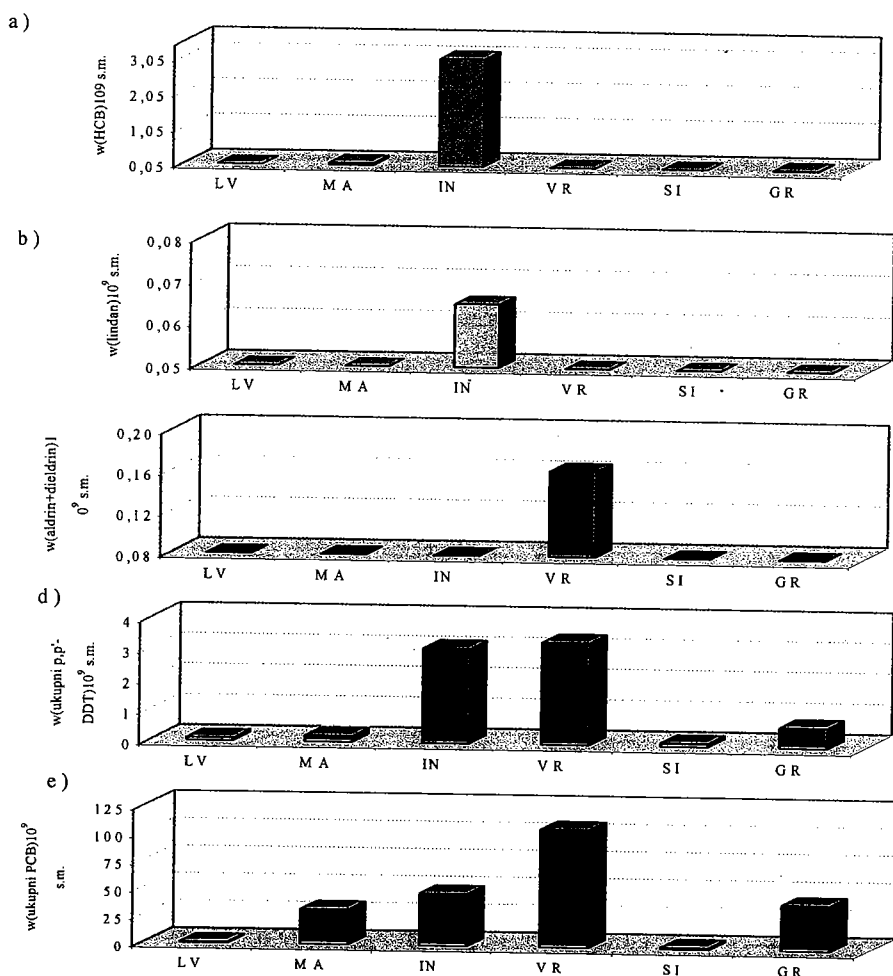 a )
w(HCB)109 s.m.
3,05
2,05
1,05
0,05
LV MA IN VR SI GR
b )
w(lindan)10⁹ s.m.
0,08
0,07
0,06
0,05
LV MA IN VR SI GR
w(aldrin+dieldrin)1
0⁹ s.m.
0,20
0,16
0,12
0,08
LV MA IN VR SI GR
d )
w(ukupni p,p'-
DDT)10⁹ s.m.
4
3
2
1
0
LV MA IN VR SI GR
e )
w(ukupni PCB)10⁹
s.m.
125
100
75
50
25
0
LV MA IN VR SI GR